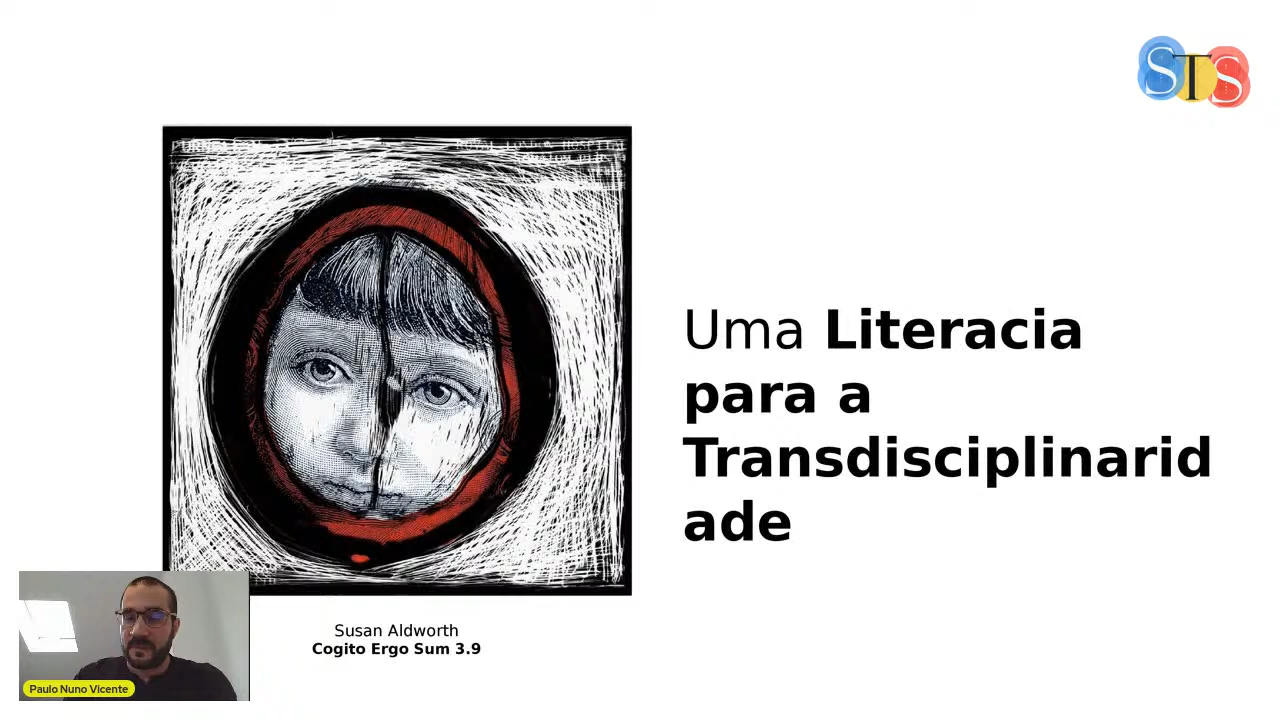 STS
Uma Literacia
para a
Transdisciplinarid
ade
Susan Aldworth
Cogito Ergo Sum 3.9
Paulo Nuno Vicente